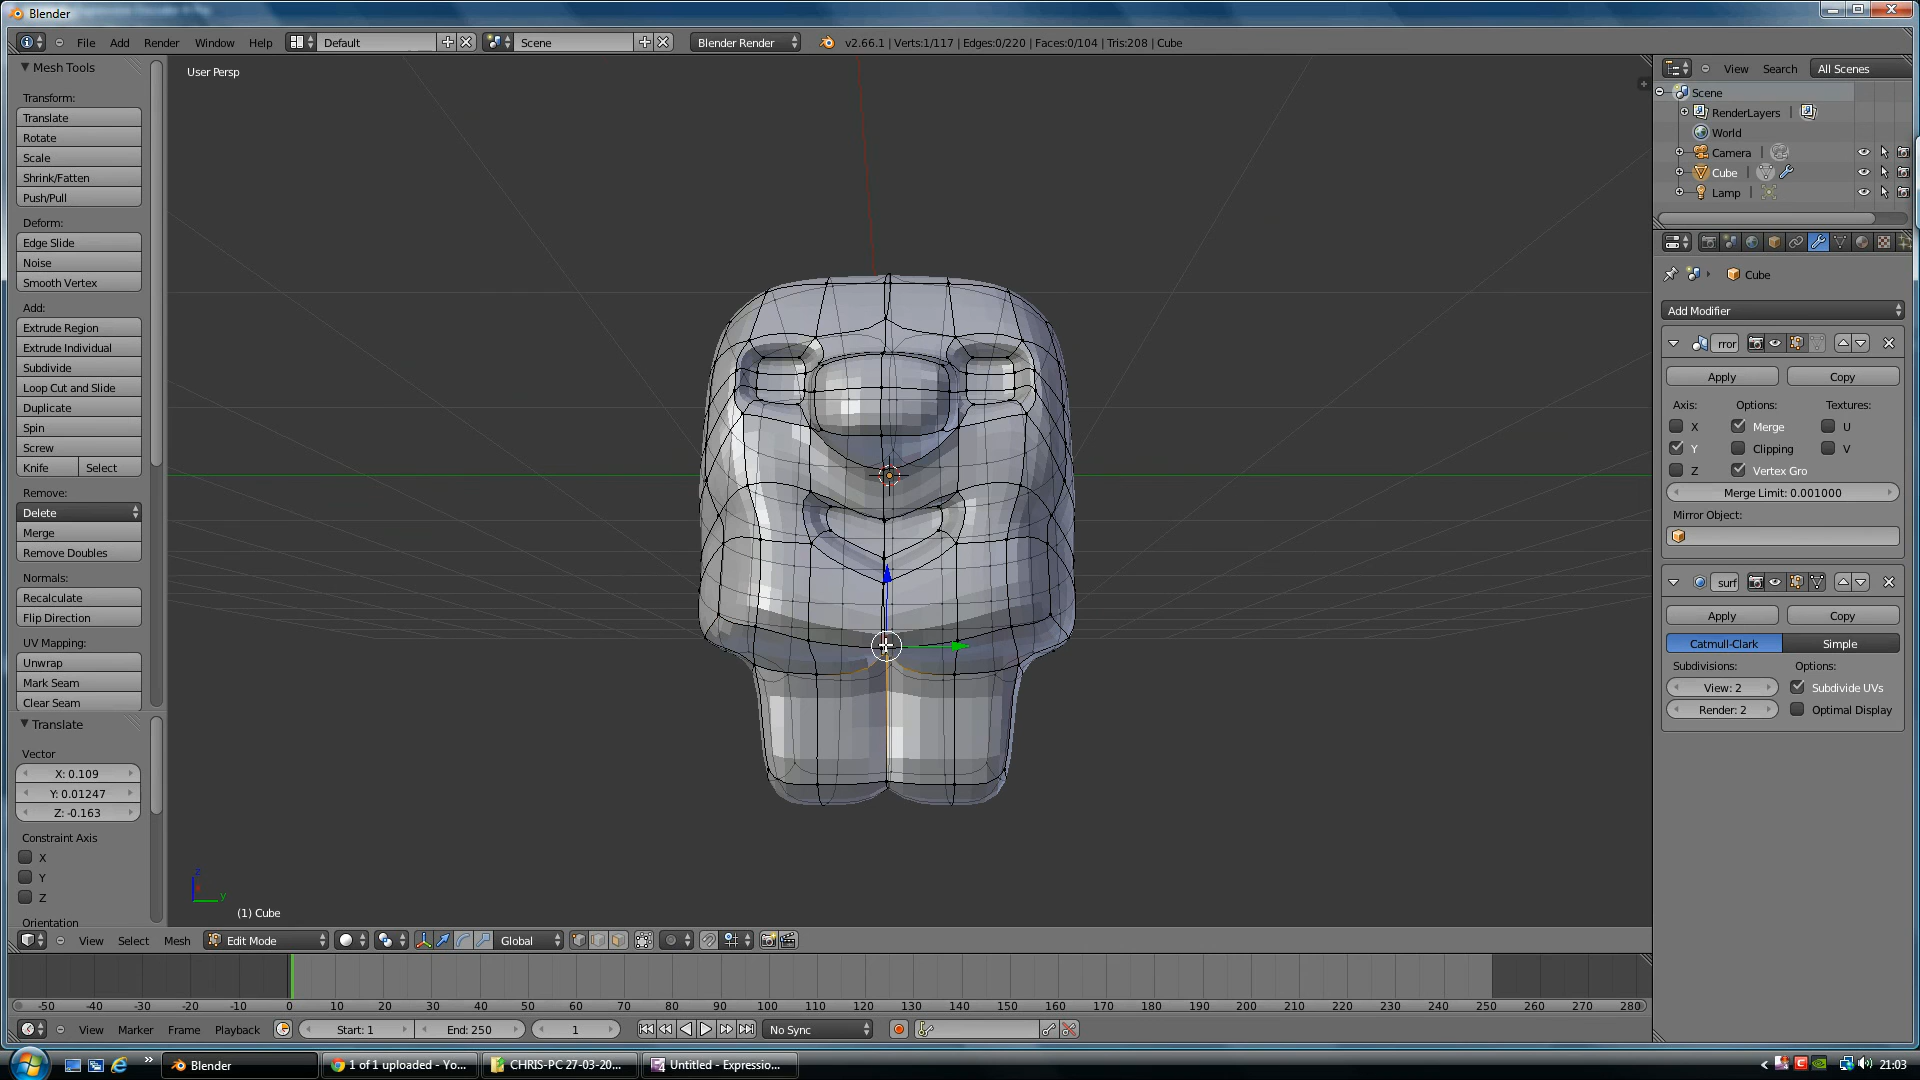 Blender
File Add Render Window Help Default Scene Blender Render v2.66.1 | Verts:1/117 | Edges:0/220 | Faces:0/104 | Tris:208 | Cube
Mesh Tools
Transform:
Translate
Rotate
Scale
Shrink/Fatten
Push/Pull
Deform:
Edge Slide
Noise
Smooth Vertex
Add:
Extrude Region
Extrude Individual
Subdivide
Loop Cut and Slide
Duplicate
Spin
Screw
Knife Select
Remove:
Delete
Merge
Remove Doubles
Normals:
Recalculate
Flip Direction
UV Mapping:
Unwrap
Mark Seam
Clear Seam
Translate
Vector
X: 0.109
Y: 0.01247
Z: -0.163
Constraint Axis
X
Y
Z
Orientation
User Persp
z
y
(1) Cube
View Select Mesh Edit Mode Global
-50 -40 -30 -20 -10 0 10 20 30 40 50 60 70 80 90 100 110 120 130 140 150 160 170 180 190 200 210 220 230 240 250 260 270 280
View Marker Frame Playback Start: 1 End: 250 1 No Sync
View Search All Scenes
Scene
RenderLayers |
World
Camera |
Cube |
Lamp |
Cube
Add Modifier
rror
Apply Copy
Axis: Options: Textures:
X Merge U
Y Clipping V
Z Vertex Gro
Merge Limit: 0.001000
Mirror Object:
surf
Apply Copy
Catmull-Clark Simple
Subdivisions: Options:
View: 2 Subdivide UVs
Render: 2 Optimal Display
Blender 1 of 1 uploaded - Yo... CHRIS-PC 27-03-20... Untitled - Expressio... 21:03